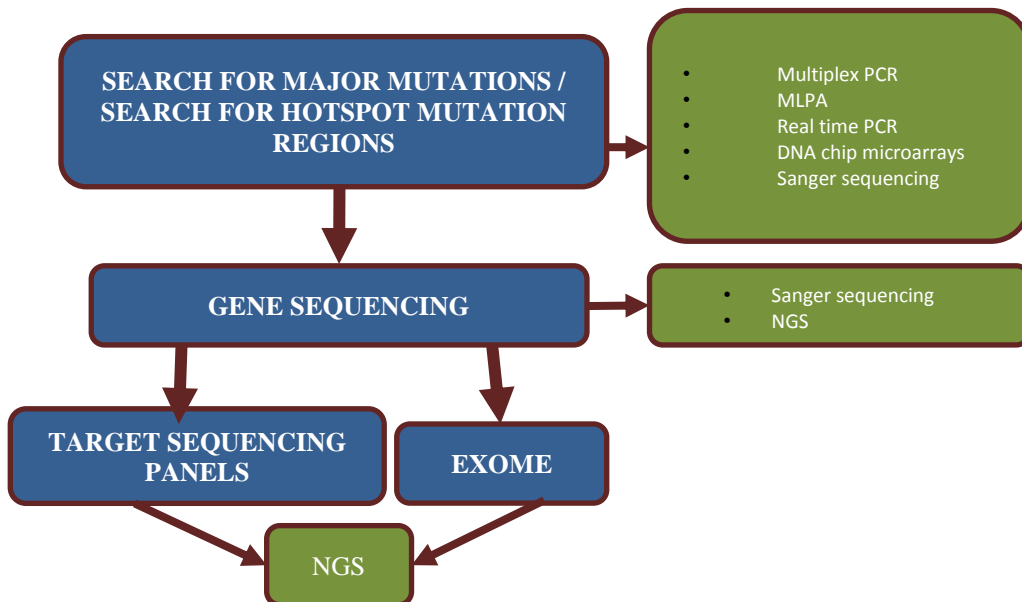 SEARCH FOR MAJOR MUTATIONS /
SEARCH FOR HOTSPOT MUTATION
REGIONS
• Multiplex PCR
• MLPA
• Real time PCR
• DNA chip microarrays
• Sanger sequencing
GENE SEQUENCING
• Sanger sequencing
• NGS
TARGET SEQUENCING
PANELS
EXOME
NGS